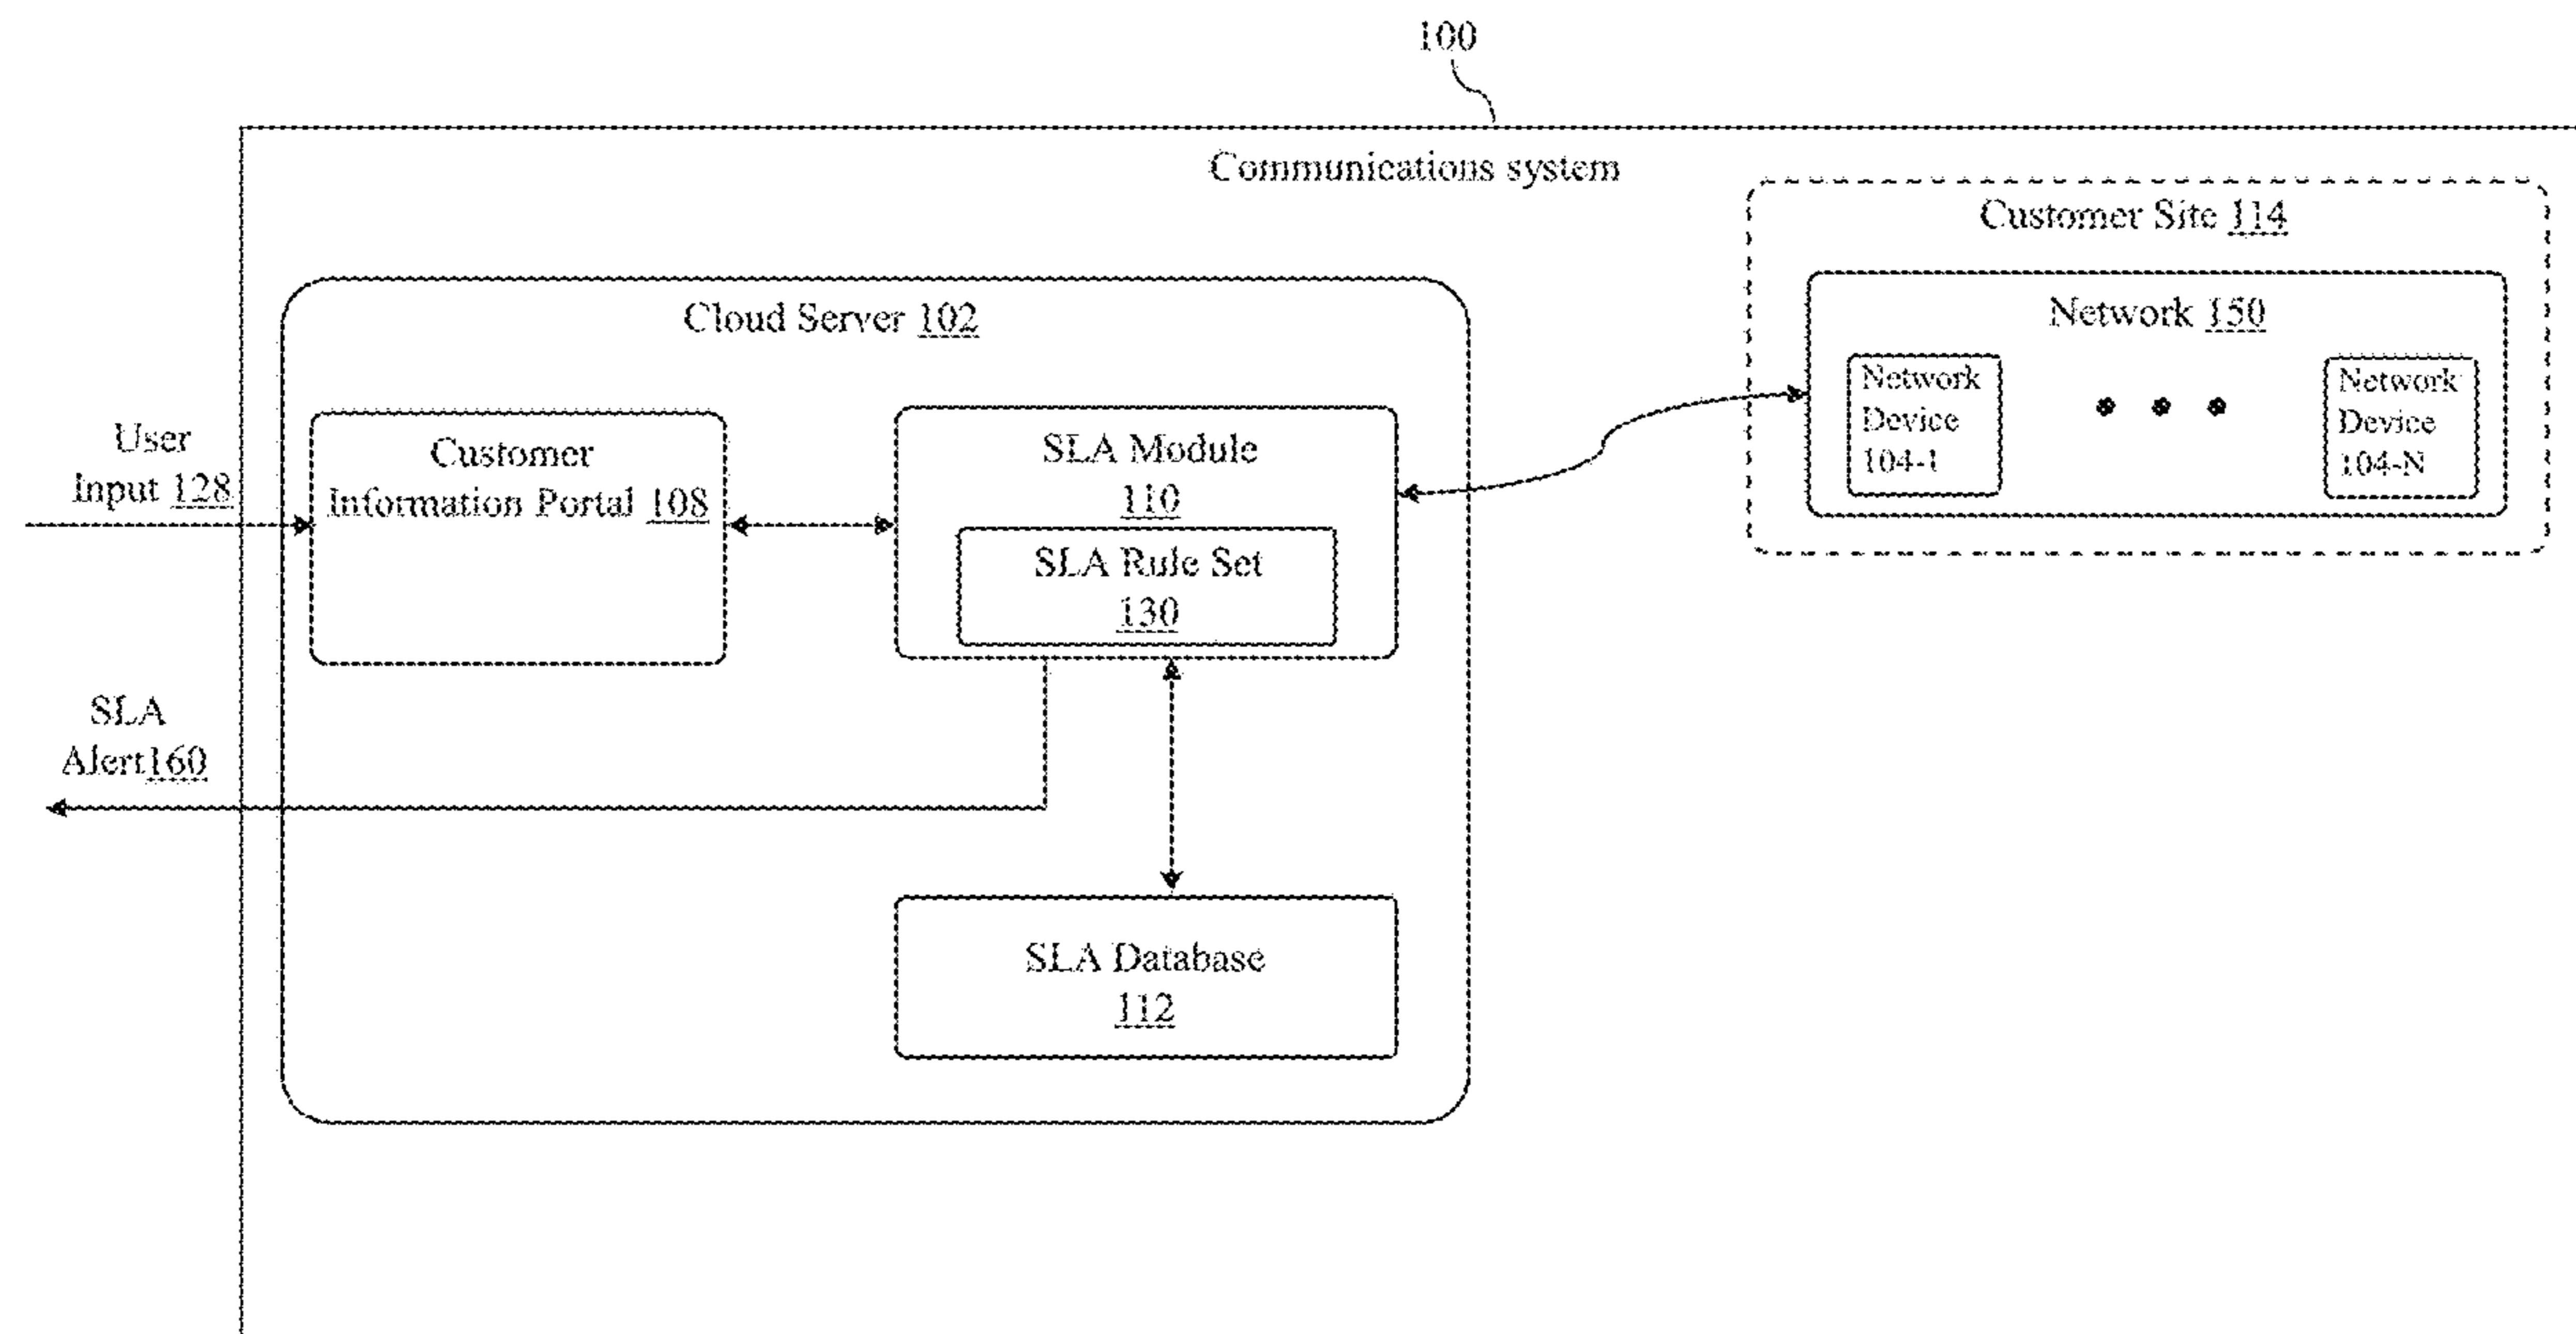 100
Communications system
Customer Site 114
Cloud Server 102
Network 150
Network
Device
104-1
Network
Device
104-N
User
Input 128
Customer
Information Portal 108
SLA Module
110
SLA Rule Set
130
SLA
Alert160
SLA Database
112